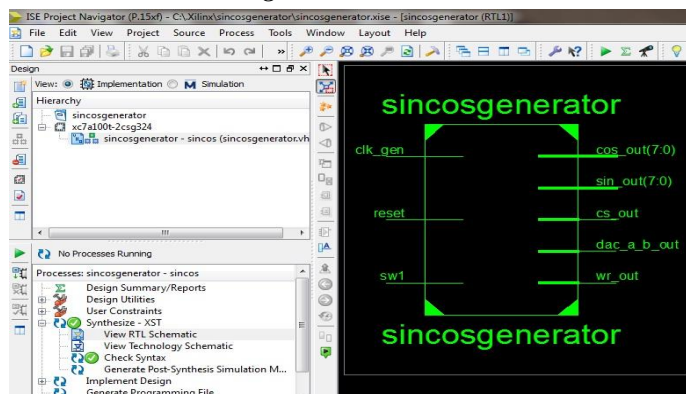 ISE Project Navigator (P.15xf) - C:\.Xilinx\sincosgenerator\sincosgenerator.xise - [sincosgenerator (RTL1)]
File Edit View Project Source Process Tools Window Layout Help
Design
View: Implementation Simulation
Hierarchy
sincosgenerator
xc7a100t-2csg324
sincosgenerator - sincos (sincosgenerator.vh
No Processes Running
Processes: sincosgenerator - sincos
Design Summary/Reports
Design Utilities
User Constraints
Synthesize - XST
View RTL Schematic
View Technology Schematic
Check Syntax
Generate Post-Synthesis Simulation M...
Implement Design
Generate Programming File
sincosgenerator
clk_gen
cos_out(7:0)
sin_out(7:0)
reset
cs_out
dac_a_b_out
sw1
wr_out
sincosgenerator